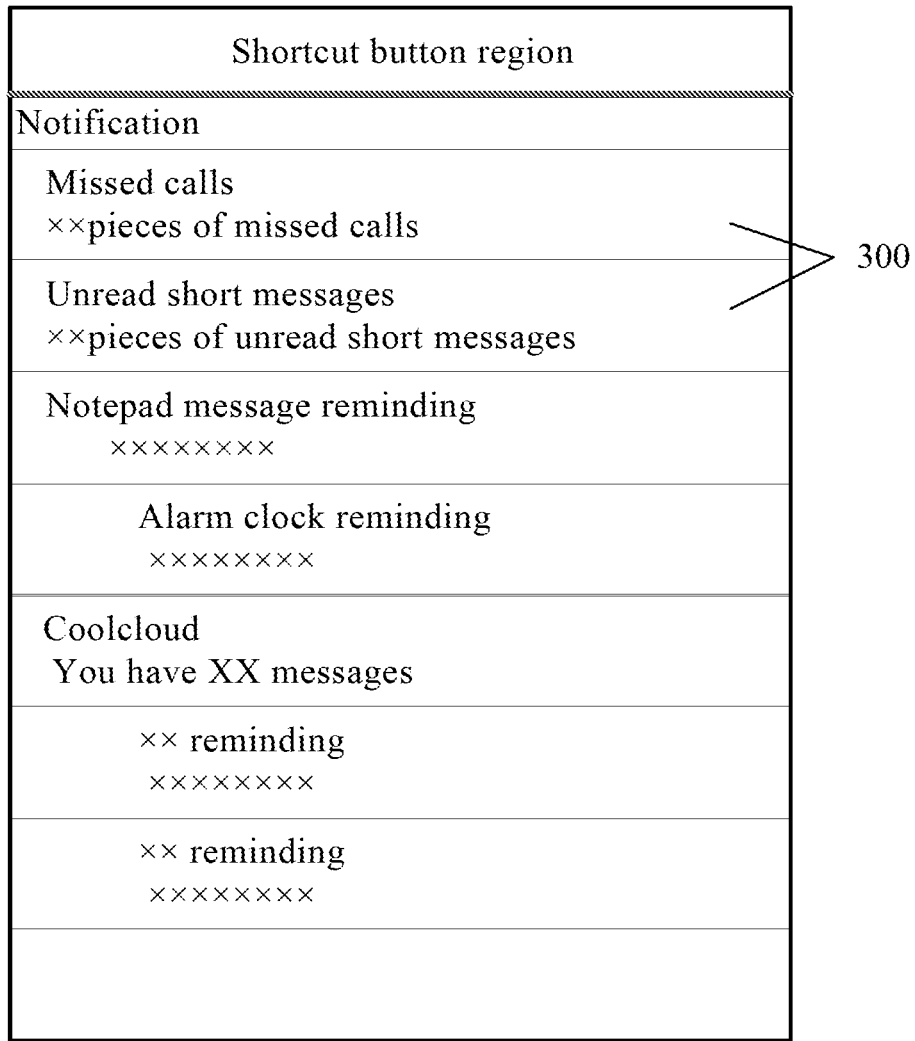 Shortcut button region
Notification
Missed calls
××pieces of missed calls
300
Unread short messages
××pieces of unread short messages
Notepad message reminding
××××××××
Alarm clock reminding
××××××××
Coolcloud
You have XX messages
×× reminding
××××××××
×× reminding
××××××××